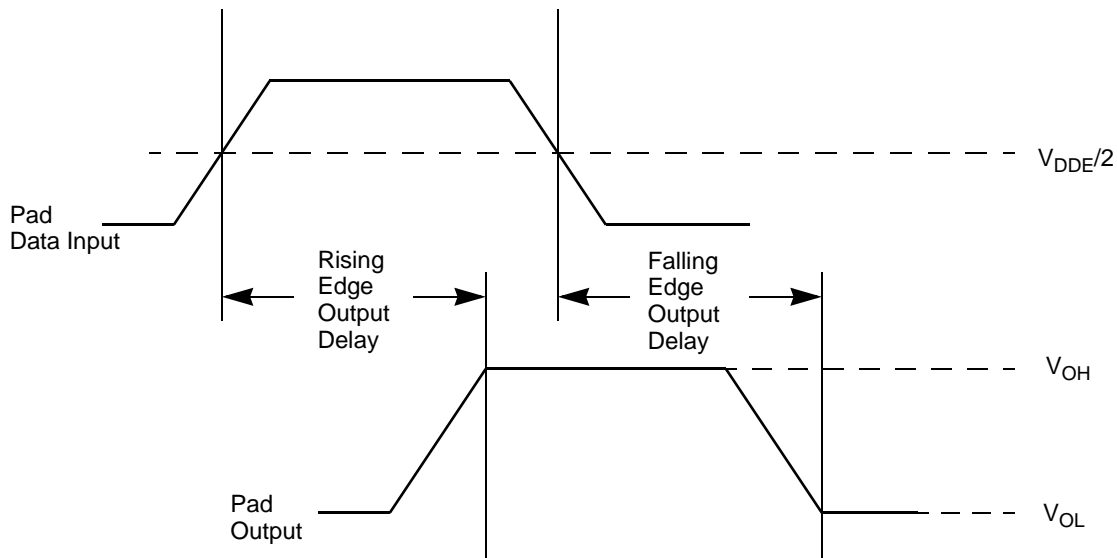 V_DDE/2
Pad
Data Input
Rising
Edge
Output
Delay
Falling
Edge
Output
Delay
V_OH
Pad
Output
V_OL